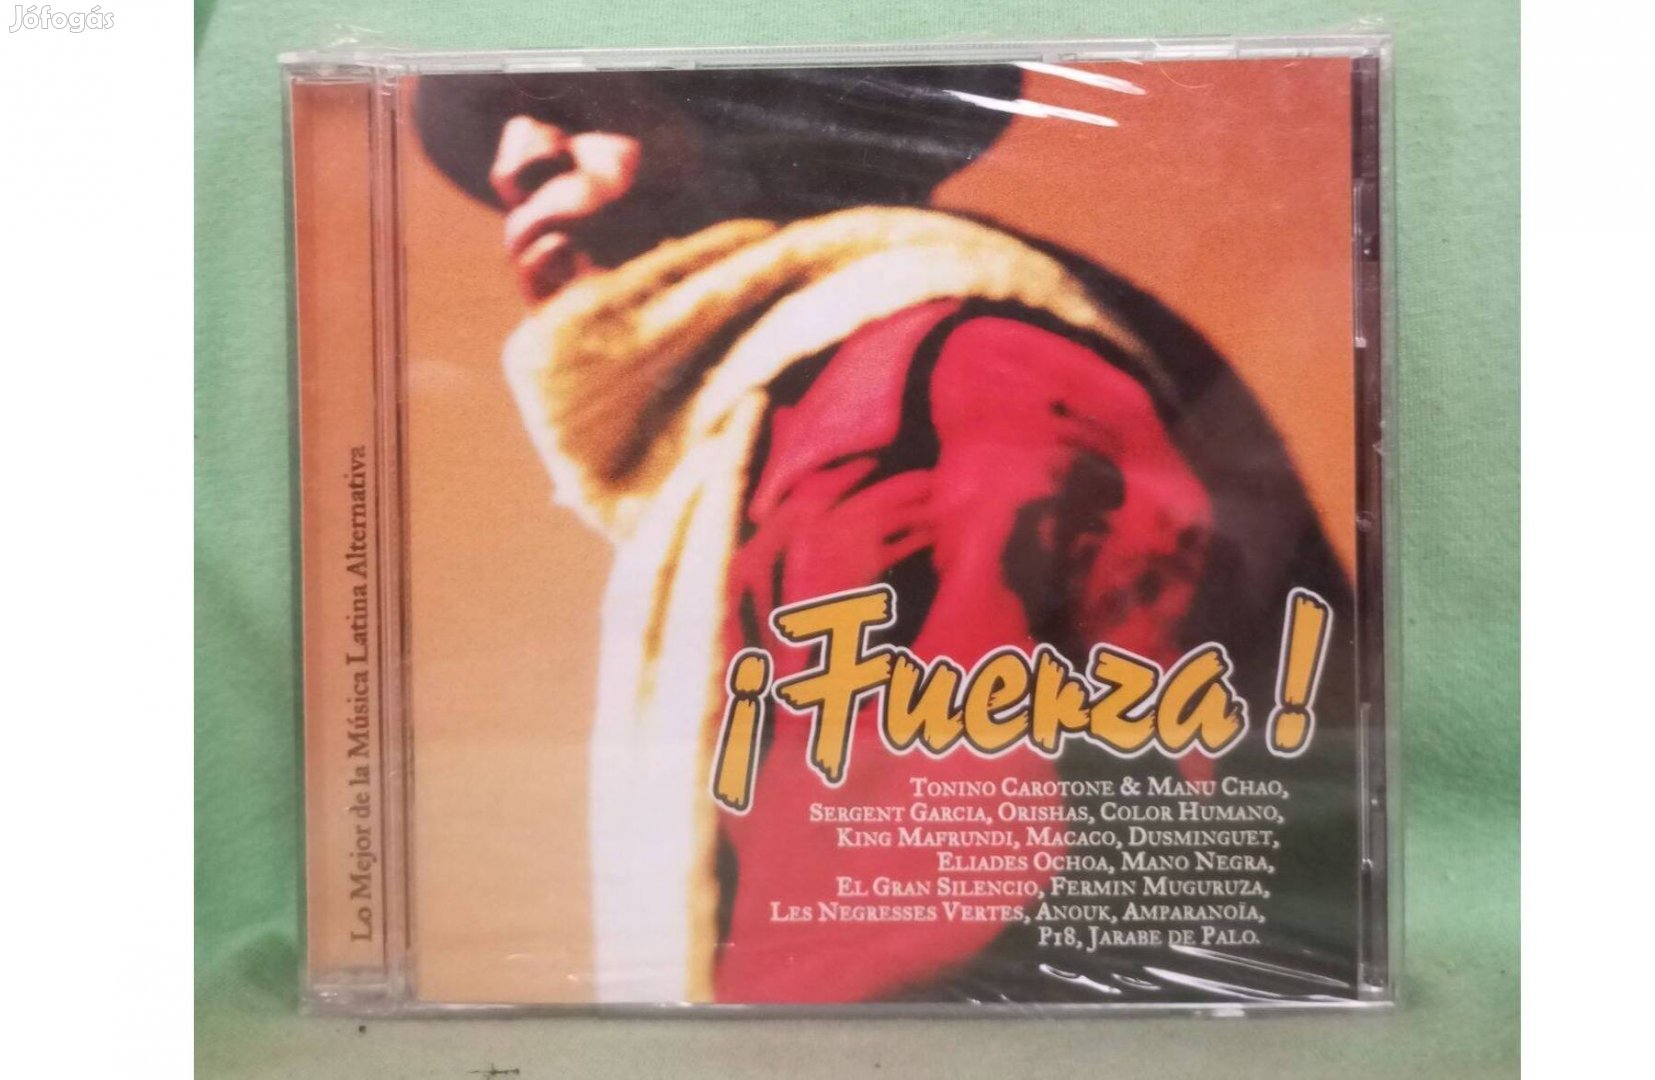 Jófogás
Lo Mejor de la Música Latina Alternativa
¡Fuerza!
TONINO CAROTONE & MANU CHAO,
SERGENT GARCIA, ORISHAS, COLOR HUMANO,
KING MAFRUNDI, MACACO, DUSMINGUET,
ELIADES OCHOA, MANO NEGRA,
EL GRAN SILENCIO, FERMIN MUGURUZA,
LES NEGRESSES VERTES, ANOUK, AMPARANOÏA,
P18, JARABE DE PALO.